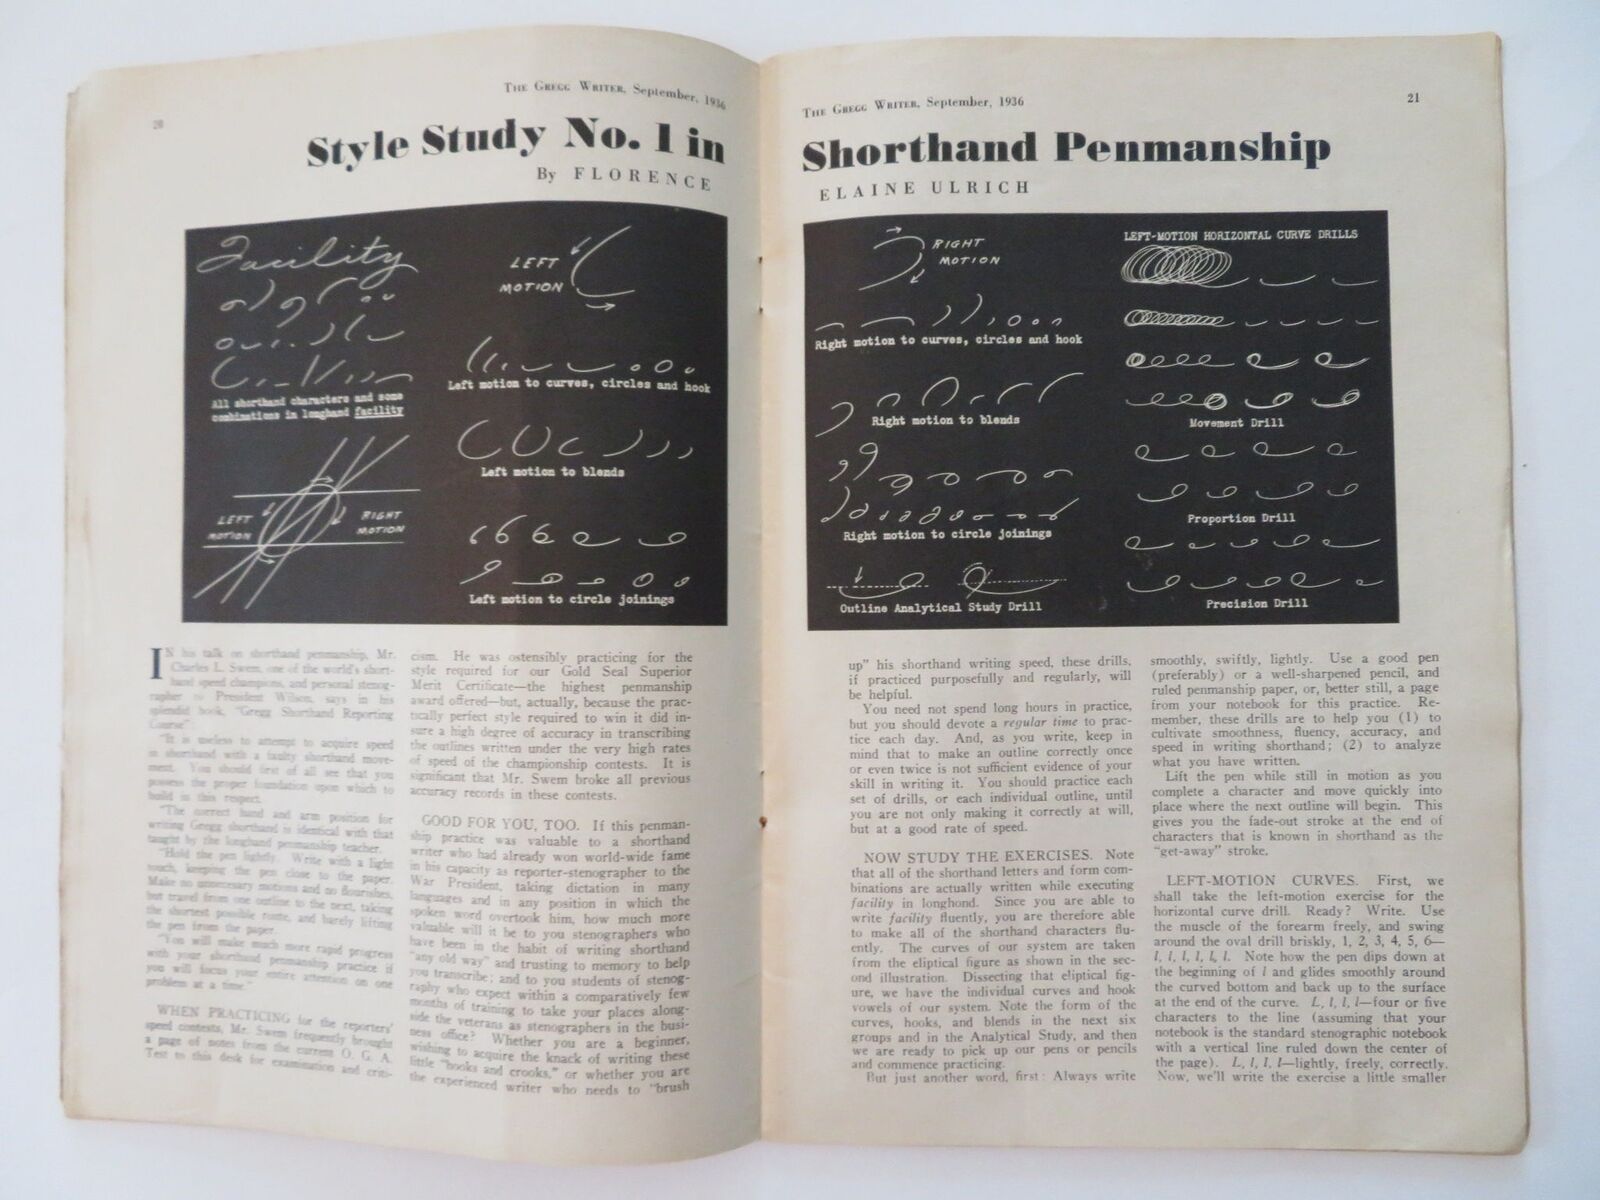 20
THE GREGG WRITER, September, 1936
Style Study No. 1 in
By FLORENCE
Facility
All shorthand characters and some
combinations in longhand facility
LEFT
MOTION
RIGHT
MOTION
LEFT
MOTION
Left motion to curves, circles and hook
Left motion to blends
Left motion to circle joinings
IN his talk on shorthand penmanship, Mr.
Charles L. Swem, one of the world's short-
hand speed champions, and personal stenog-
rapher to President Wilson, says in his
splendid book, "Gregg Shorthand Reporting
Course":
"It is useless to attempt to acquire speed
in shorthand with a faulty shorthand move-
ment. You should first of all see that you
possess the proper foundation upon which to
build in this respect.
"The correct hand and arm position for
writing Gregg shorthand is identical with that
taught by the longhand penmanship teacher.
"Hold the pen lightly. Write with a light
touch, keeping the pen close to the paper.
Make no unnecessary motions and no flourishes,
but travel from one outline to the next, taking
the shortest possible route, and barely lifting
the pen from the paper.
"You will make much more rapid progress
with your shorthand penmanship practice if
you will focus your entire attention on one
problem at a time."
WHEN PRACTICING for the reporters'
speed contests, Mr. Swem frequently brought
a page of notes from the current O. G. A.
Test to this desk for examination and criti-
cism. He was ostensibly practicing for the
style required for our Gold Seal Superior
Merit Certificate—the highest penmanship
award offered—but, actually, because the prac-
tically perfect style required to win it did in-
sure a high degree of accuracy in transcribing
the outlines written under the very high rates
of speed of the championship contests. It is
significant that Mr. Swem broke all previous
accuracy records in these contests.
GOOD FOR YOU, TOO. If this penman-
ship practice was valuable to a shorthand
writer who had already won world-wide fame
in his capacity as reporter-stenographer to the
War President, taking dictation in many
languages and in any position in which the
spoken word overtook him, how much more
valuable will it be to you stenographers who
have been in the habit of writing shorthand
"any old way" and trusting to memory to help
you transcribe; and to you students of stenog-
raphy who expect within a comparatively few
months of training to take your places along-
side the veterans as stenographers in the busi-
ness office? Whether you are a beginner,
wishing to acquire the knack of writing these
little "hooks and crooks," or whether you are
the experienced writer who needs to "brush
THE GREGG WRITER, September, 1936
21
Shorthand Penmanship
ELAINE ULRICH
RIGHT
MOTION
Right motion to curves, circles and hook
Right motion to blends
Right motion to circle joinings
Outline Analytical Study Drill
LEFT-MOTION HORIZONTAL CURVE DRILLS
Movement Drill
Proportion Drill
Precision Drill
up" his shorthand writing speed, these drills,
if practiced purposefully and regularly, will
be helpful.
You need not spend long hours in practice,
but you should devote a regular time to prac-
tice each day. And, as you write, keep in
mind that to make an outline correctly once
or even twice is not sufficient evidence of your
skill in writing it. You should practice each
set of drills, or each individual outline, until
you are not only making it correctly at will,
but at a good rate of speed.
NOW STUDY THE EXERCISES. Note
that all of the shorthand letters and form com-
binations are actually written while executing
facility in longhond. Since you are able to
write facility fluently, you are therefore able
to make all of the shorthand characters flu-
ently. The curves of our system are taken
from the eliptical figure as shown in the sec-
ond illustration. Dissecting that eliptical fig-
ure, we have the individual curves and hook
vowels of our system. Note the form of the
curves, hooks, and blends in the next six
groups and in the Analytical Study, and then
we are ready to pick up our pens or pencils
and commence practicing.
But just another word, first: Always write
smoothly, swiftly, lightly. Use a good pen
(preferably) or a well-sharpened pencil, and
ruled penmanship paper, or, better still, a page
from your notebook for this practice. Re-
member, these drills are to help you (1) to
cultivate smoothness, fluency, accuracy, and
speed in writing shorthand; (2) to analyze
what you have written.
Lift the pen while still in motion as you
complete a character and move quickly into
place where the next outline will begin. This
gives you the fade-out stroke at the end of
characters that is known in shorthand as the
"get-away" stroke.
LEFT-MOTION CURVES. First, we
shall take the left-motion exercise for the
horizontal curve drill. Ready? Write. Use
the muscle of the forearm freely, and swing
around the oval drill briskly, 1, 2, 3, 4, 5, 6—
l, l, l, l, l, l. Note how the pen dips down at
the beginning of l and glides smoothly around
the curved bottom and back up to the surface
at the end of the curve. L, l, l, l—four or five
characters to the line (assuming that your
notebook is the standard stenographic notebook
with a vertical line ruled down the center of
the page). L, l, l, l—lightly, freely, correctly.
Now, we'll write the exercise a little smaller